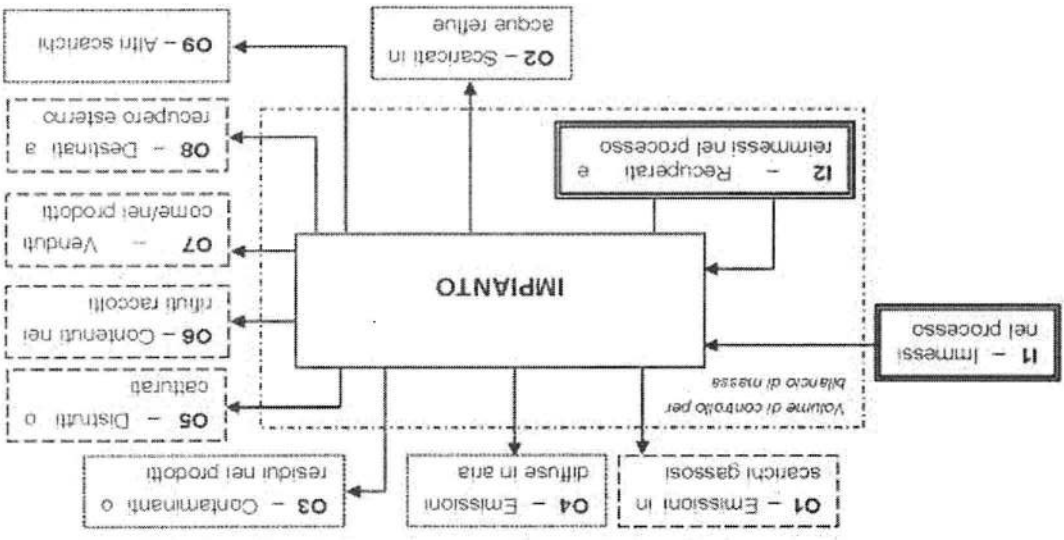 O1 – Emissioni in
scarichi gassosi
O4 – Emissioni
diffuse in aria
O3 – Contaminanti o
residui nei prodotti
Volume di controllo per
bilancio di massa
I1 – Immessi
nel processo
IMPIANTO
O5 – Distrutti o
catturati
O6 – Contenuti nei
rifiuti raccolti
O7 – Venduti
come/nei prodotti
I2 – Recuperati e
reimmessi nel processo
O8 – Destinati a
recupero esterno
O2 – Scaricati in
acque reflue
O9 – Altri scarichi